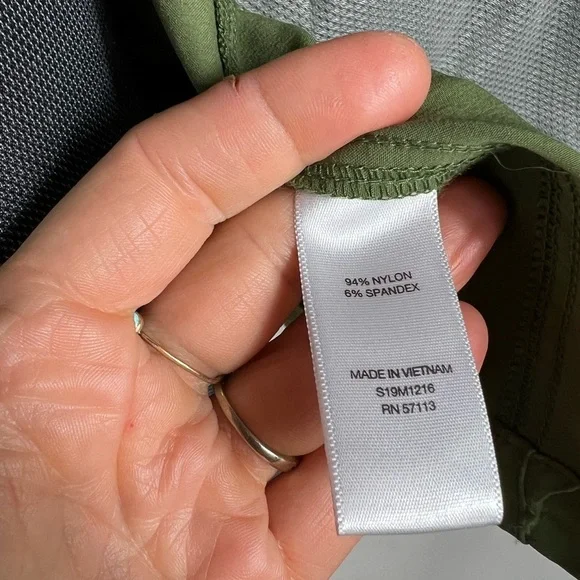 94% NYLON
6% SPANDEX
MADE IN VIETNAM
S19M1216
RN 57113